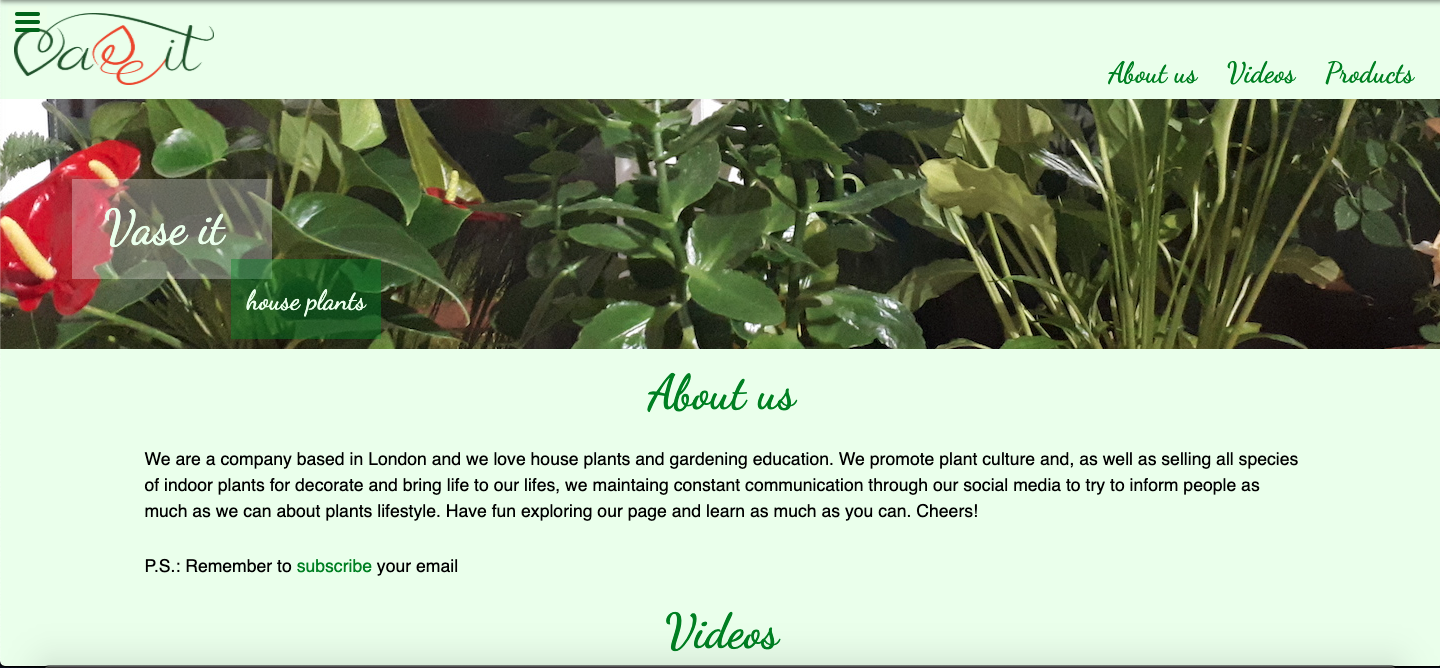 Vase it
About us Videos Products
Vase it
house plants
About us
We are a company based in London and we love house plants and gardening education. We promote plant culture and, as well as selling all species
of indoor plants for decorate and bring life to our lifes, we maintaing constant communication through our social media to try to inform people as
much as we can about plants lifestyle. Have fun exploring our page and learn as much as you can. Cheers!
P.S.: Remember to subscribe your email
Videos